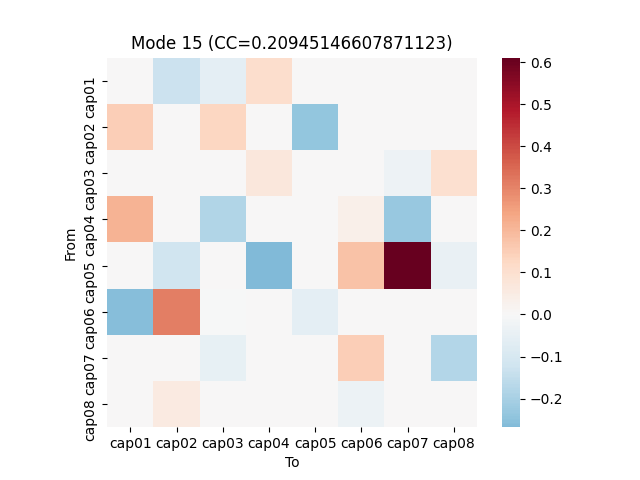 Mode 15 (CC=0.20945146607871123)
From
cap01
cap02
cap03
cap04
cap05
cap06
cap07
cap08
cap01 cap02 cap03 cap04 cap05 cap06 cap07 cap08
To
0.6
0.5
0.4
0.3
0.2
0.1
0.0
−0.1
−0.2